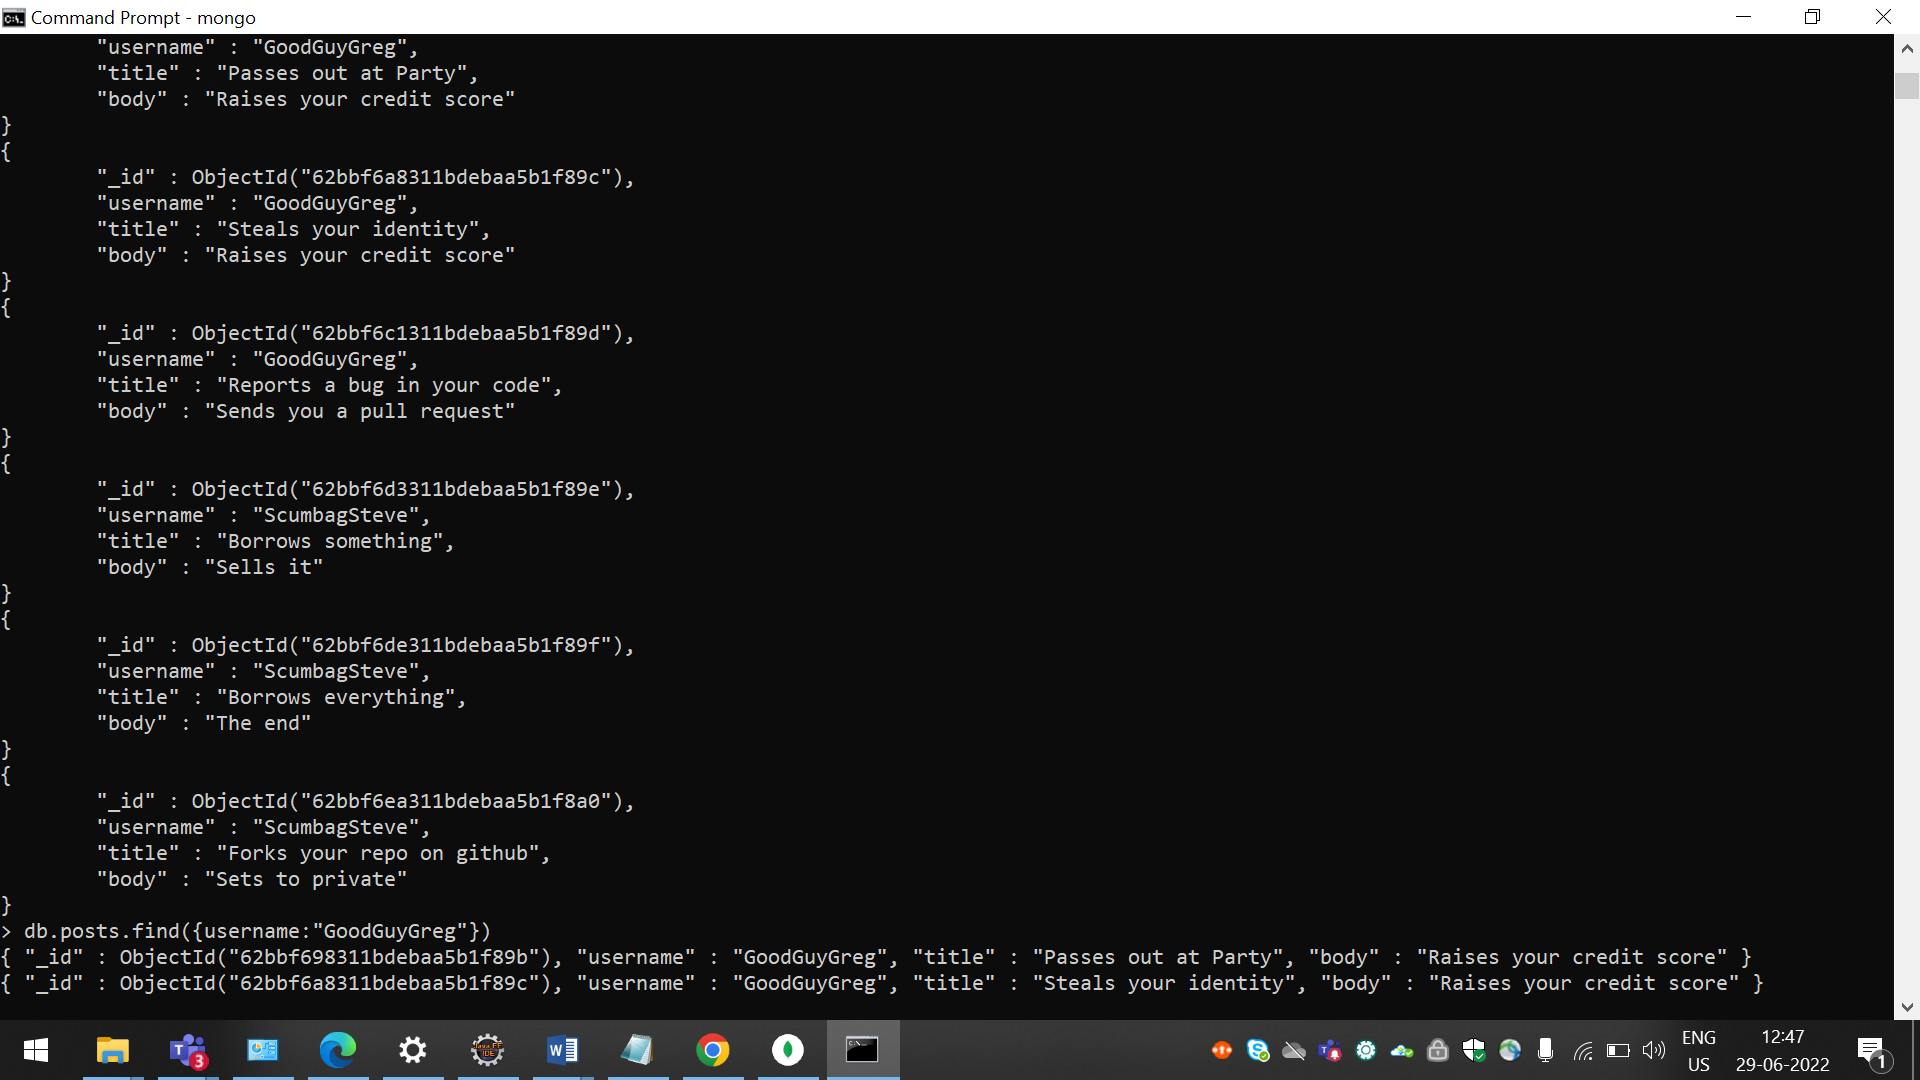 Command Prompt - mongo
"username" : "GoodGuyGreg",
"title" : "Passes out at Party",
"body" : "Raises your credit score"
}
{
"_id" : ObjectId("62bbf6a8311bdebaa5b1f89c"),
"username" : "GoodGuyGreg",
"title" : "Steals your identity",
"body" : "Raises your credit score"
}
{
"_id" : ObjectId("62bbf6c1311bdebaa5b1f89d"),
"username" : "GoodGuyGreg",
"title" : "Reports a bug in your code",
"body" : "Sends you a pull request"
}
{
"_id" : ObjectId("62bbf6d3311bdebaa5b1f89e"),
"username" : "ScumbagSteve",
"title" : "Borrows something",
"body" : "Sells it"
}
{
"_id" : ObjectId("62bbf6de311bdebaa5b1f89f"),
"username" : "ScumbagSteve",
"title" : "Borrows everything",
"body" : "The end"
}
{
"_id" : ObjectId("62bbf6ea311bdebaa5b1f8a0"),
"username" : "ScumbagSteve",
"title" : "Forks your repo on github",
"body" : "Sets to private"
}
> db.posts.find({username:"GoodGuyGreg"})
{ "_id" : ObjectId("62bbf698311bdebaa5b1f89b"), "username" : "GoodGuyGreg", "title" : "Passes out at Party", "body" : "Raises your credit score" }
{ "_id" : ObjectId("62bbf6a8311bdebaa5b1f89c"), "username" : "GoodGuyGreg", "title" : "Steals your identity", "body" : "Raises your credit score" }
ENG 12:47
US 29-06-2022
3
1